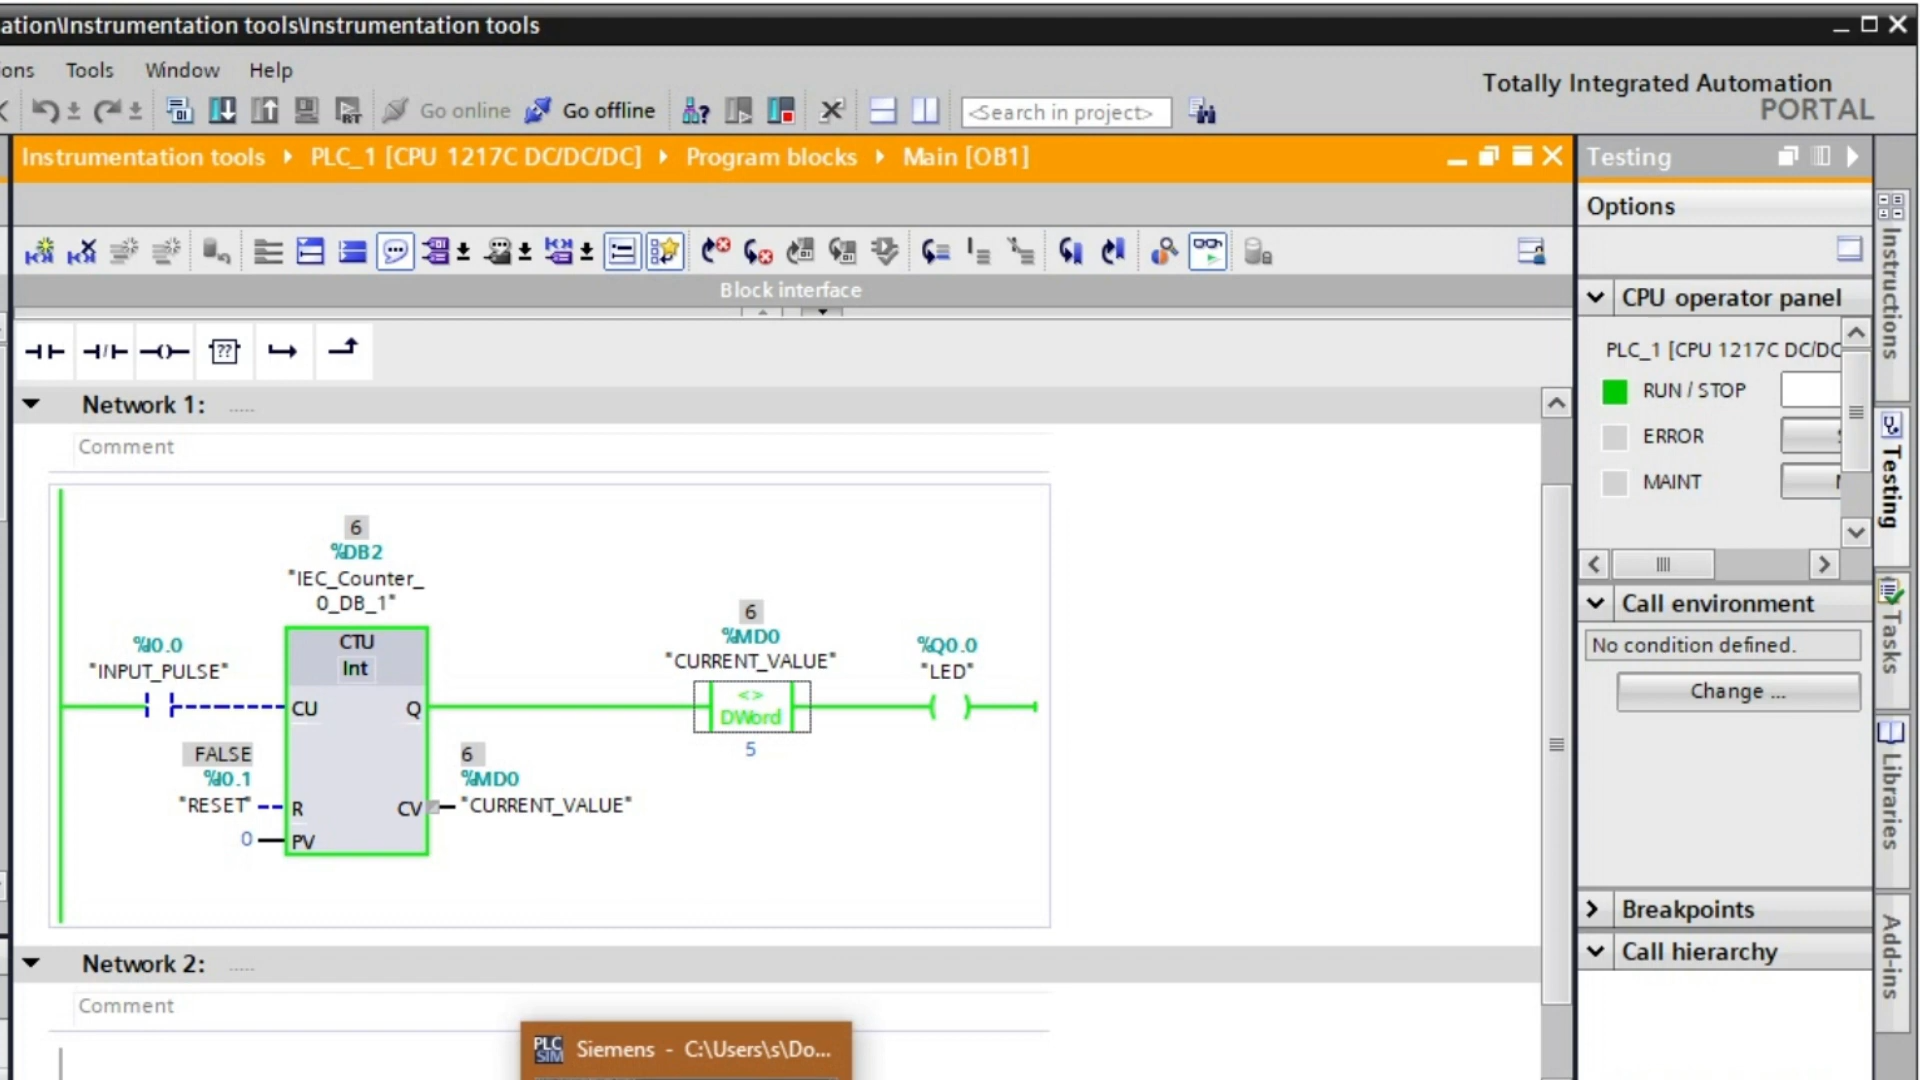 ation\Instrumentation tools\Instrumentation tools
ons Tools Window Help
Totally Integrated Automation
PORTAL
Go online Go offline <Search in project>
Instrumentation tools ▸ PLC_1 [CPU 1217C DC/DC/DC] ▸ Program blocks ▸ Main [OB1]
Testing
Options
Block interface
CPU operator panel
PLC_1 [CPU 1217C DC/DC
RUN / STOP
ERROR
MAINT
Network 1: .....
Comment
6
%DB2
"IEC_Counter_
0_DB_1"
CTU
Int
%I0.0
"INPUT_PULSE"
CU Q
6
%MD0
"CURRENT_VALUE"
<>
DWord
5
%Q0.0
"LED"
FALSE
%I0.1
"RESET" R
0 PV
6
%MD0
CV "CURRENT_VALUE"
Call environment
No condition defined.
Change ...
Breakpoints
Call hierarchy
Network 2: .....
Comment
PLC SIM Siemens - C:\Users\s\Do...
Instructions
Testing
Tasks
Libraries
Add-ins